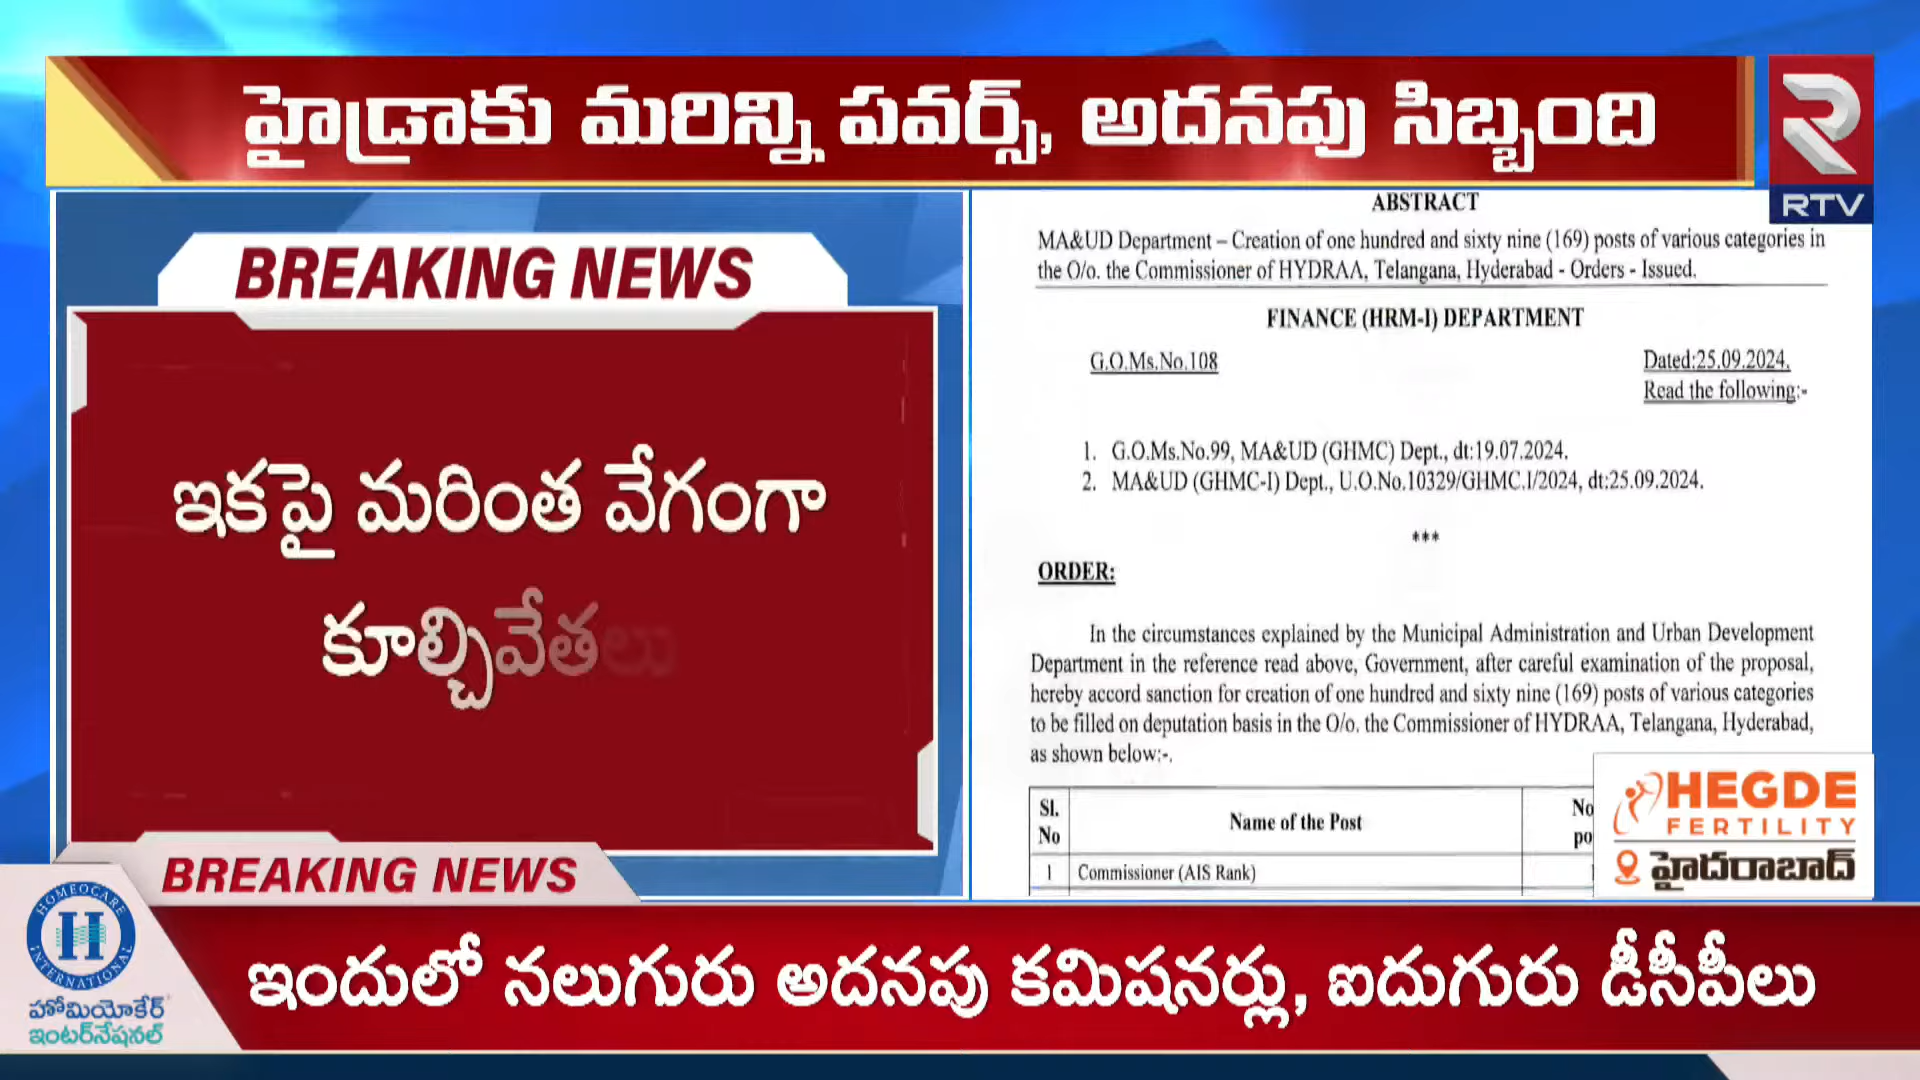 హైడ్రాకు మరిన్ని పవర్స్, అదనపు సిబ్బంది
RTV
BREAKING NEWS
ఇకపై మరింత వేగంగా
కూల్చివేతలు
ABSTRACT
MA&UD Department – Creation of one hundred and sixty nine (169) posts of various categories in
the O/o. the Commissioner of HYDRAA, Telangana, Hyderabad - Orders - Issued.
FINANCE (HRM-I) DEPARTMENT
G.O.Ms.No.108
Dated:25.09.2024.
Read the following:-
1. G.O.Ms.No.99, MA&UD (GHMC) Dept., dt:19.07.2024.
2. MA&UD (GHMC-I) Dept., U.O.No.10329/GHMC.I/2024, dt:25.09.2024.
***
ORDER:
In the circumstances explained by the Municipal Administration and Urban Development
Department in the reference read above, Government, after careful examination of the proposal,
hereby accord sanction for creation of one hundred and sixty nine (169) posts of various categories
to be filled on deputation basis in the O/o. the Commissioner of HYDRAA, Telangana, Hyderabad,
as shown below:-.
Sl. No Name of the Post No
1 Commissioner (AIS Rank)
HEGDE
FERTILITY
హైదరాబాద్
BREAKING NEWS
ఇందులో నలుగురు అదనపు కమిషనర్లు, ఐదుగురు డీసీపీలు
HOMEOCARE
H
INTERNATIONAL
హోమియోకేర్
ఇంటర్నేషనల్